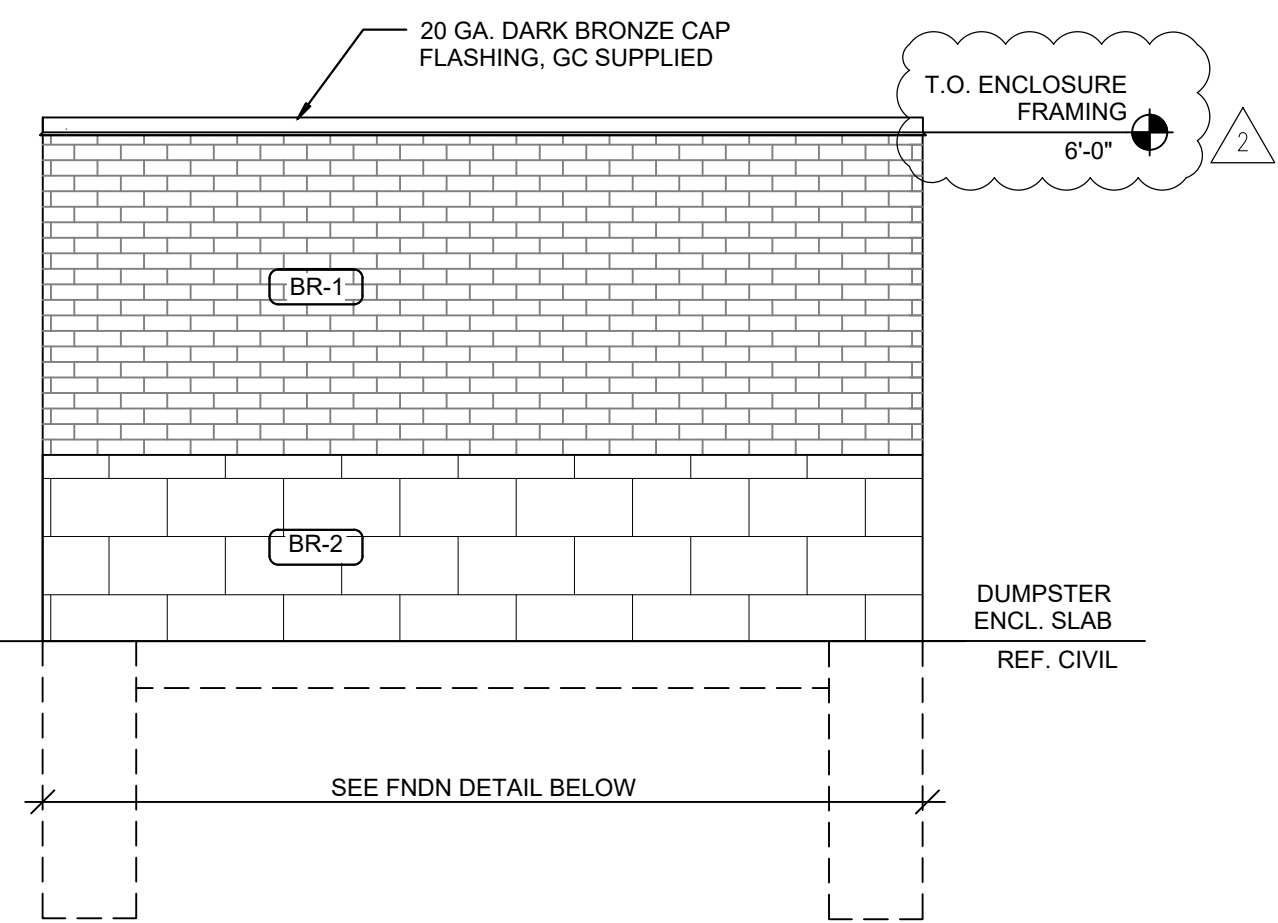 20 GA. DARK BRONZE CAP
FLASHING, GC SUPPLIED
T.O. ENCLOSURE
FRAMING
6'-0"
2
BR-1
BR-2
DUMPSTER
ENCL. SLAB
REF. CIVIL
SEE FNDN DETAIL BELOW